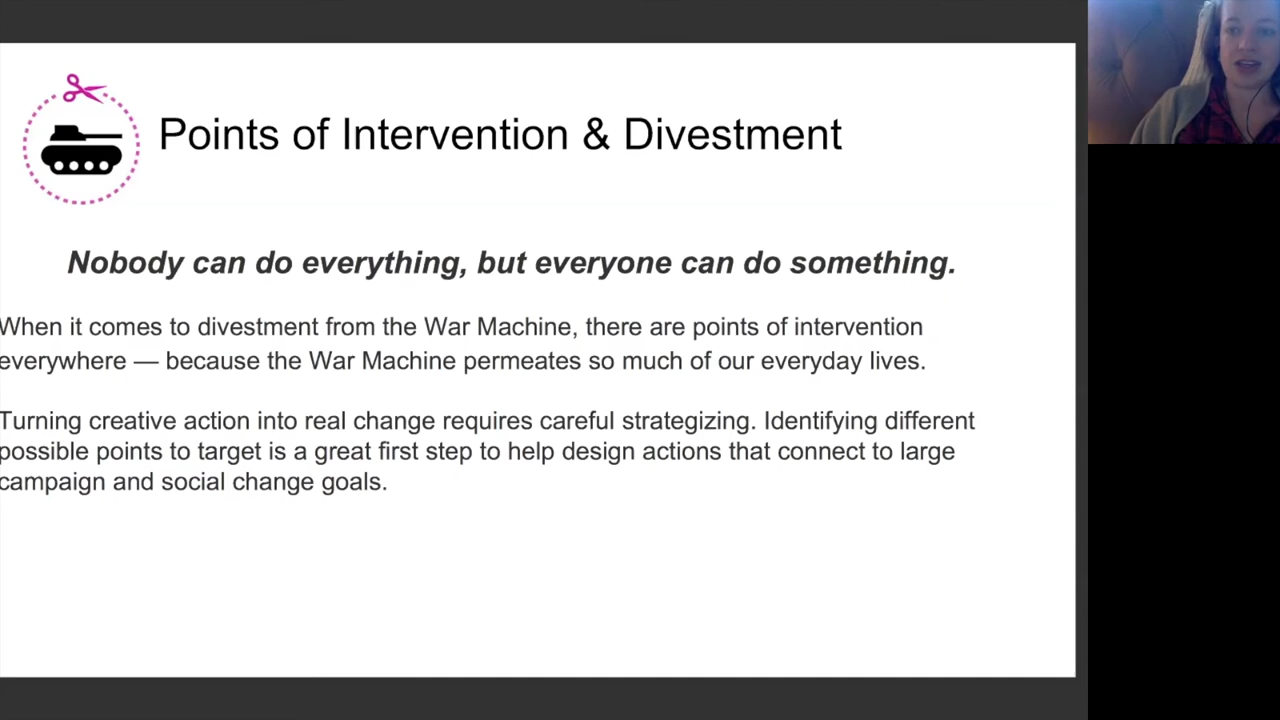 Points of Intervention & Divestment
Nobody can do everything, but everyone can do something.
When it comes to divestment from the War Machine, there are points of intervention
everywhere — because the War Machine permeates so much of our everyday lives.
Turning creative action into real change requires careful strategizing. Identifying different
possible points to target is a great first step to help design actions that connect to large
campaign and social change goals.